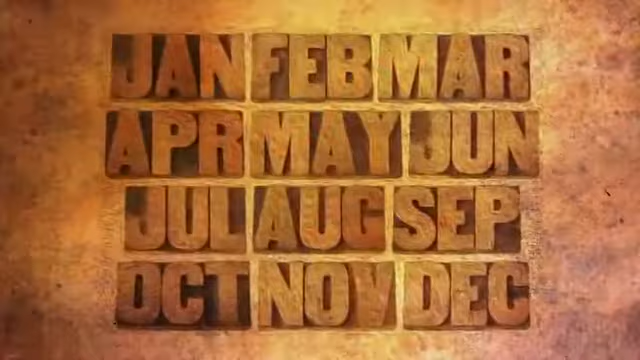 JAN FEB MAR
APR MAY JUN
JUL AUG SEP
OCT NOV DEC